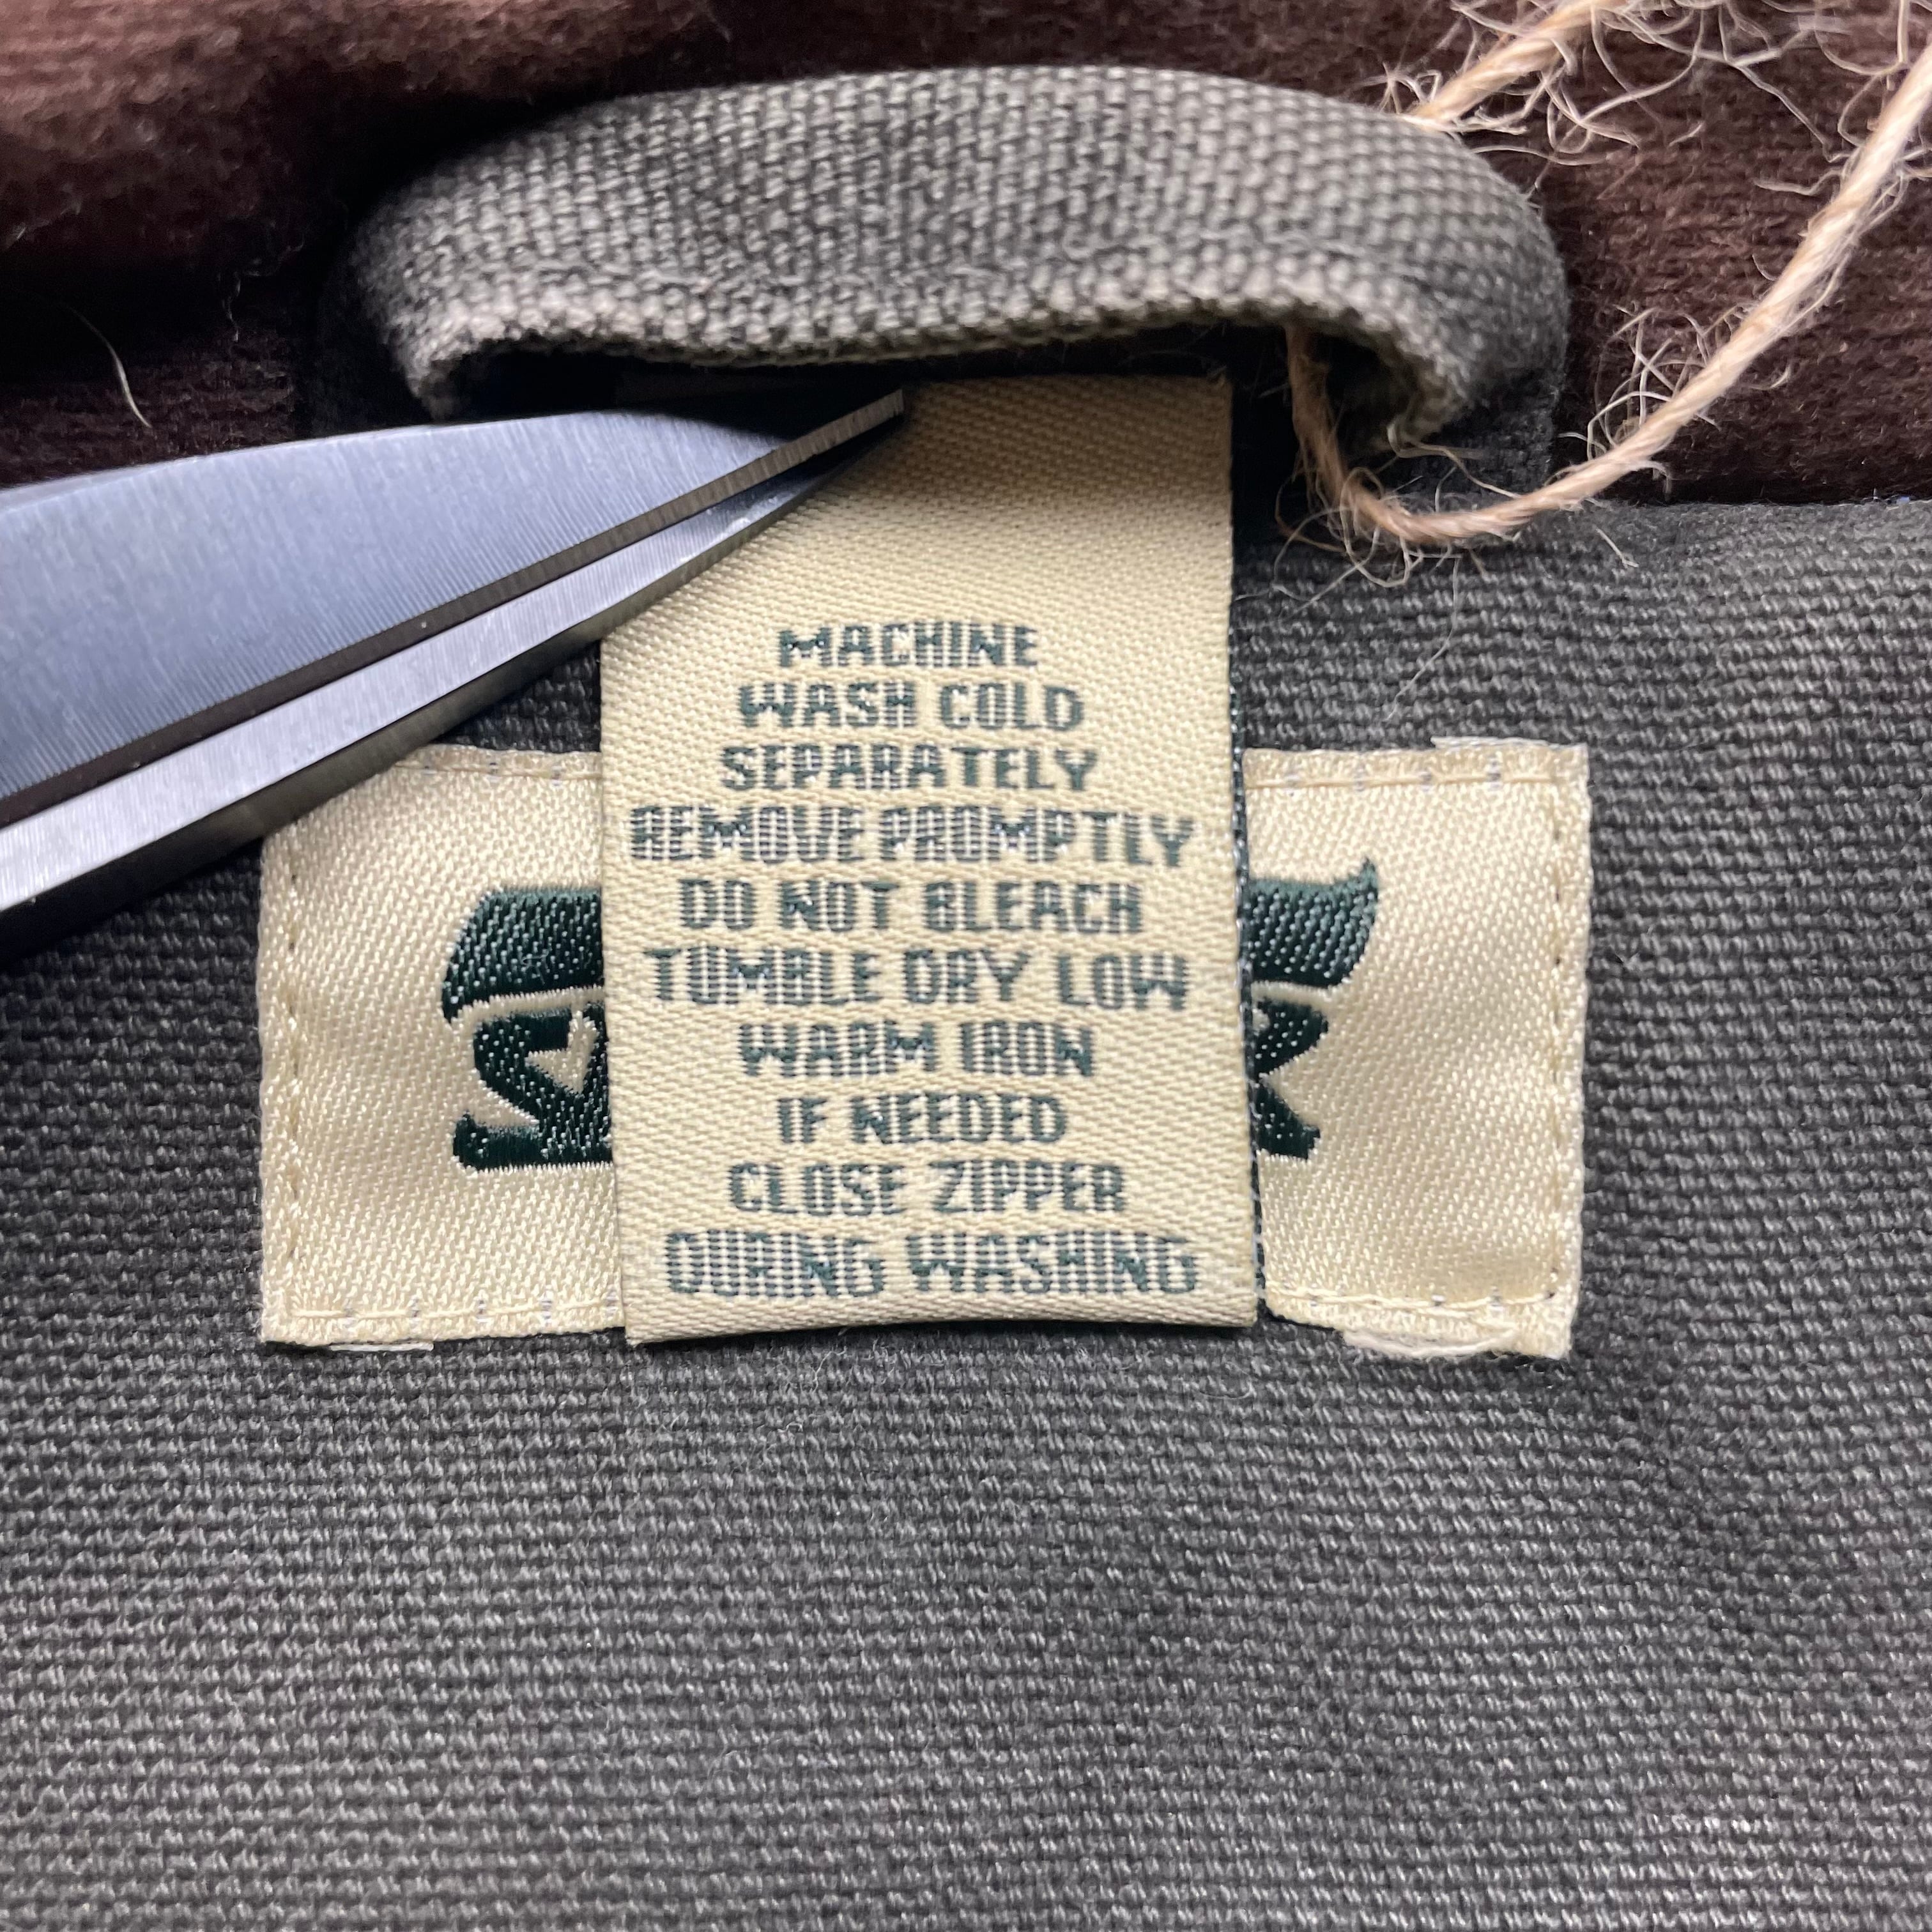 MACHINE
WASH COLD
SEPARATELY
REMOVE PROMPTLY
DO NOT BLEACH
TUMBLE DRY LOW
WARM IRON
IF NEEDED
CLOSE ZIPPER
DURING WASHING